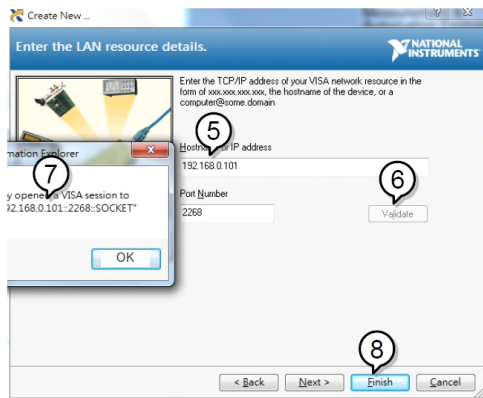 Create New ...
Enter the LAN resource details.
NATIONAL
INSTRUMENTS
Enter the TCP/IP address of your VISA network resource in the
form of xxx.xxx.xxx.xxx, the hostname of the device, or a
computer@some.domain
5
Hostname or IP address
192.168.0.101
6
Port Number
2268
Validate
mation Explorer
7
y opened a VISA session to
92.168.0.101::2268::SOCKET"
OK
8
< Back
Next >
Finish
Cancel